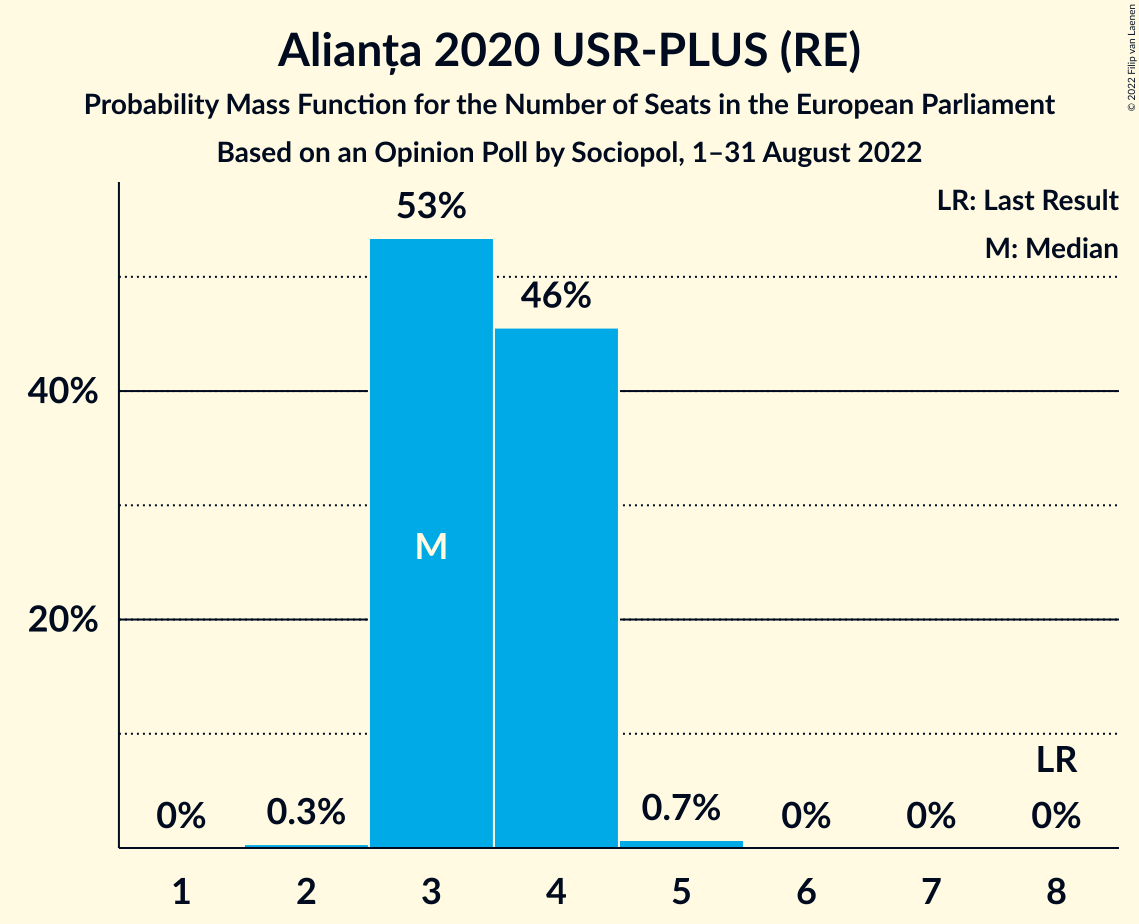 Alianța 2020 USR-PLUS (RE)
Probability Mass Function for the Number of Seats in the European Parliament
Based on an Opinion Poll by Sociopol, 1–31 August 2022
© 2022 Filip van Laenen
LR: Last Result
M: Median
53%
46%
40%
M
20%
LR
0% 0.3% 0.7% 0% 0% 0%
1 2 3 4 5 6 7 8